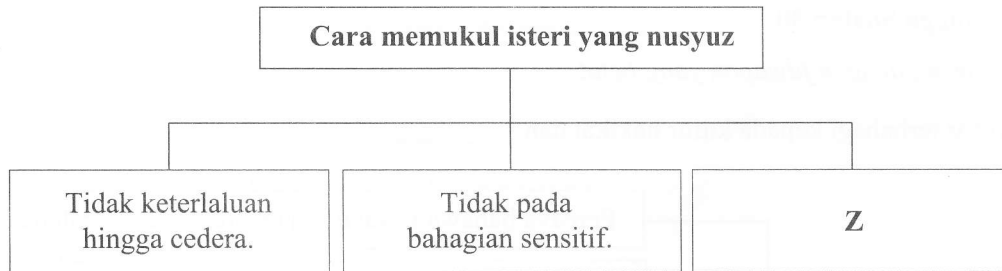 Cara memukul isteri yang nusyuz
Tidak keterlaluan
hingga cedera.
Tidak pada
bahagian sensitif.
Z